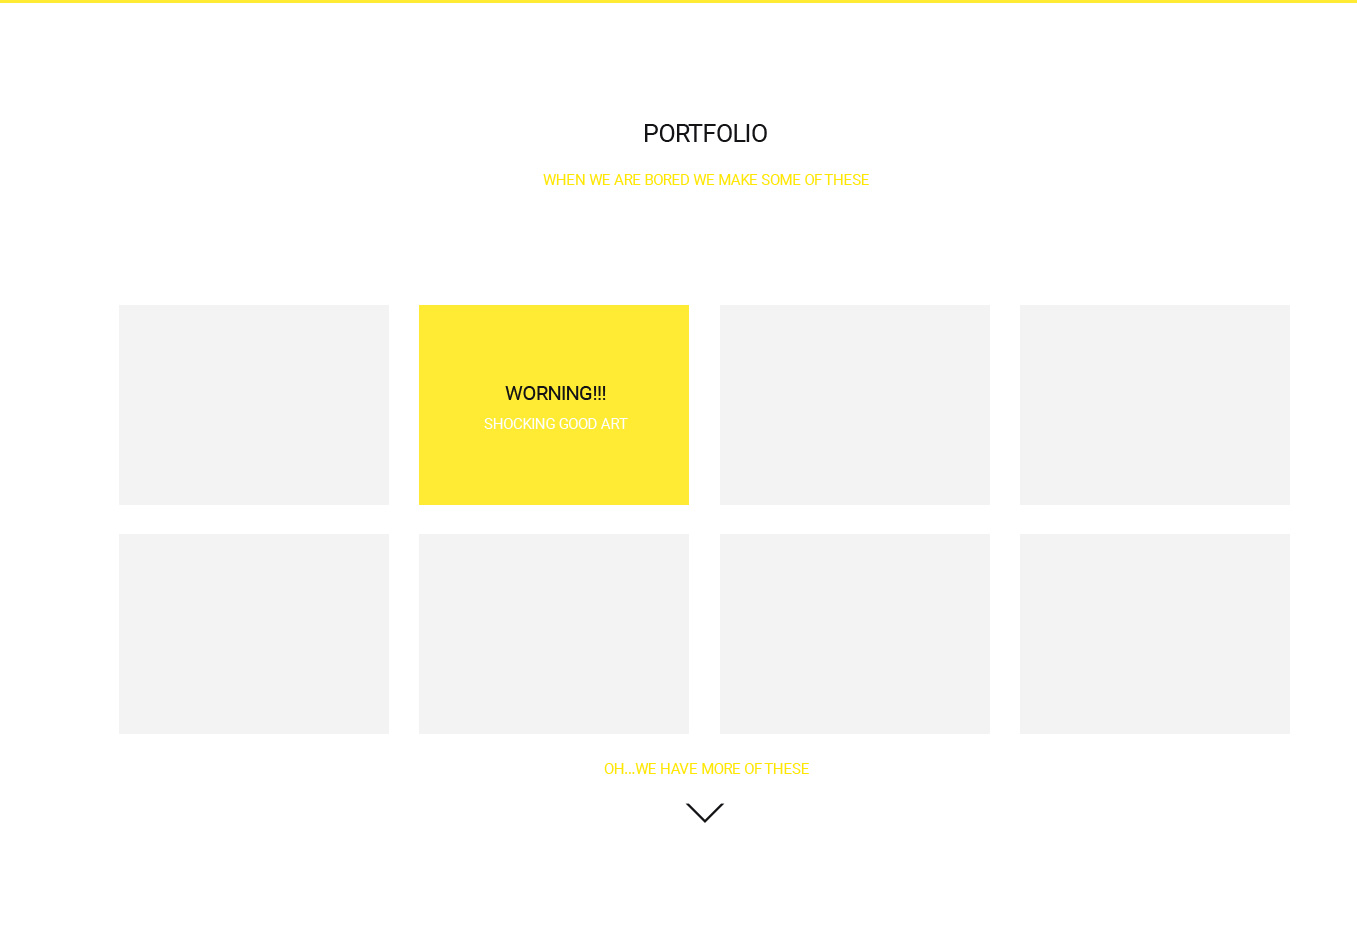 PORTFOLIO
WHEN WE ARE BORED WE MAKE SOME OF THESE
WORNING!!!
SHOCKING GOOD ART
OH...WE HAVE MORE OF THESE